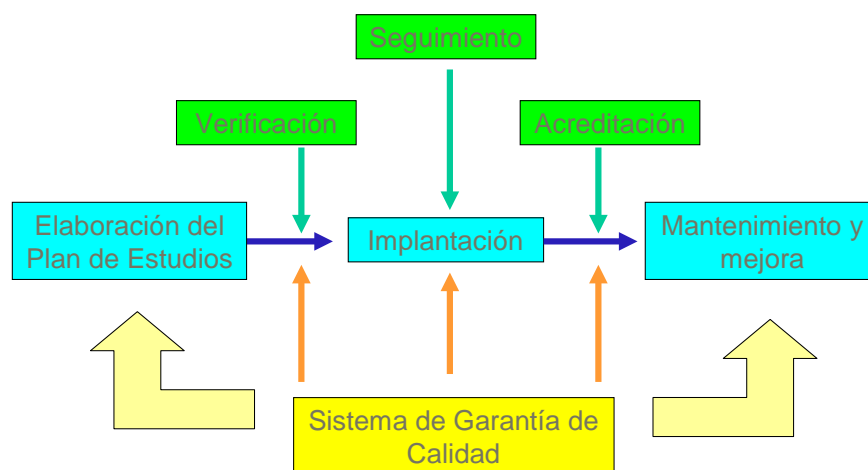 Seguimiento
Verificación
Acreditación
Elaboración del
Plan de Estudios
Implantación
Mantenimiento y
mejora
Sistema de Garantía de
Calidad